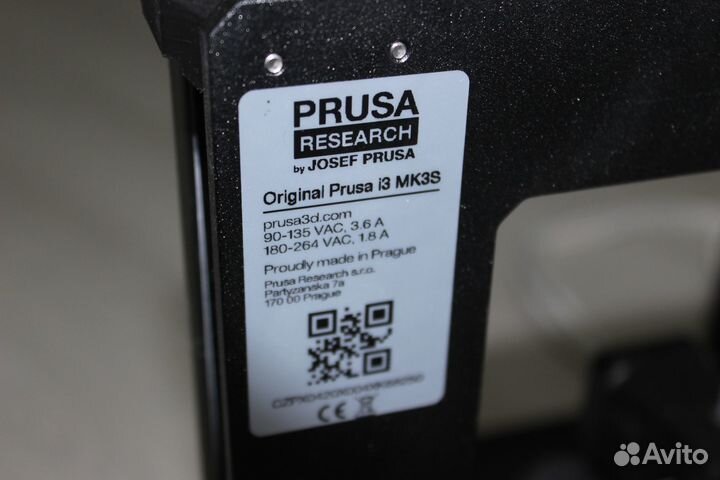 PRUSA
RESEARCH
by JOSEF PRUSA
Original Prusa i3 MK3S
prusa3d.com
90-135 VAC, 3.6 A
180-264 VAC, 1.8 A
Proudly made in Prague
Prusa Research s.r.o.
Partyzanska 7a
170 00 Prague
CE
Avito